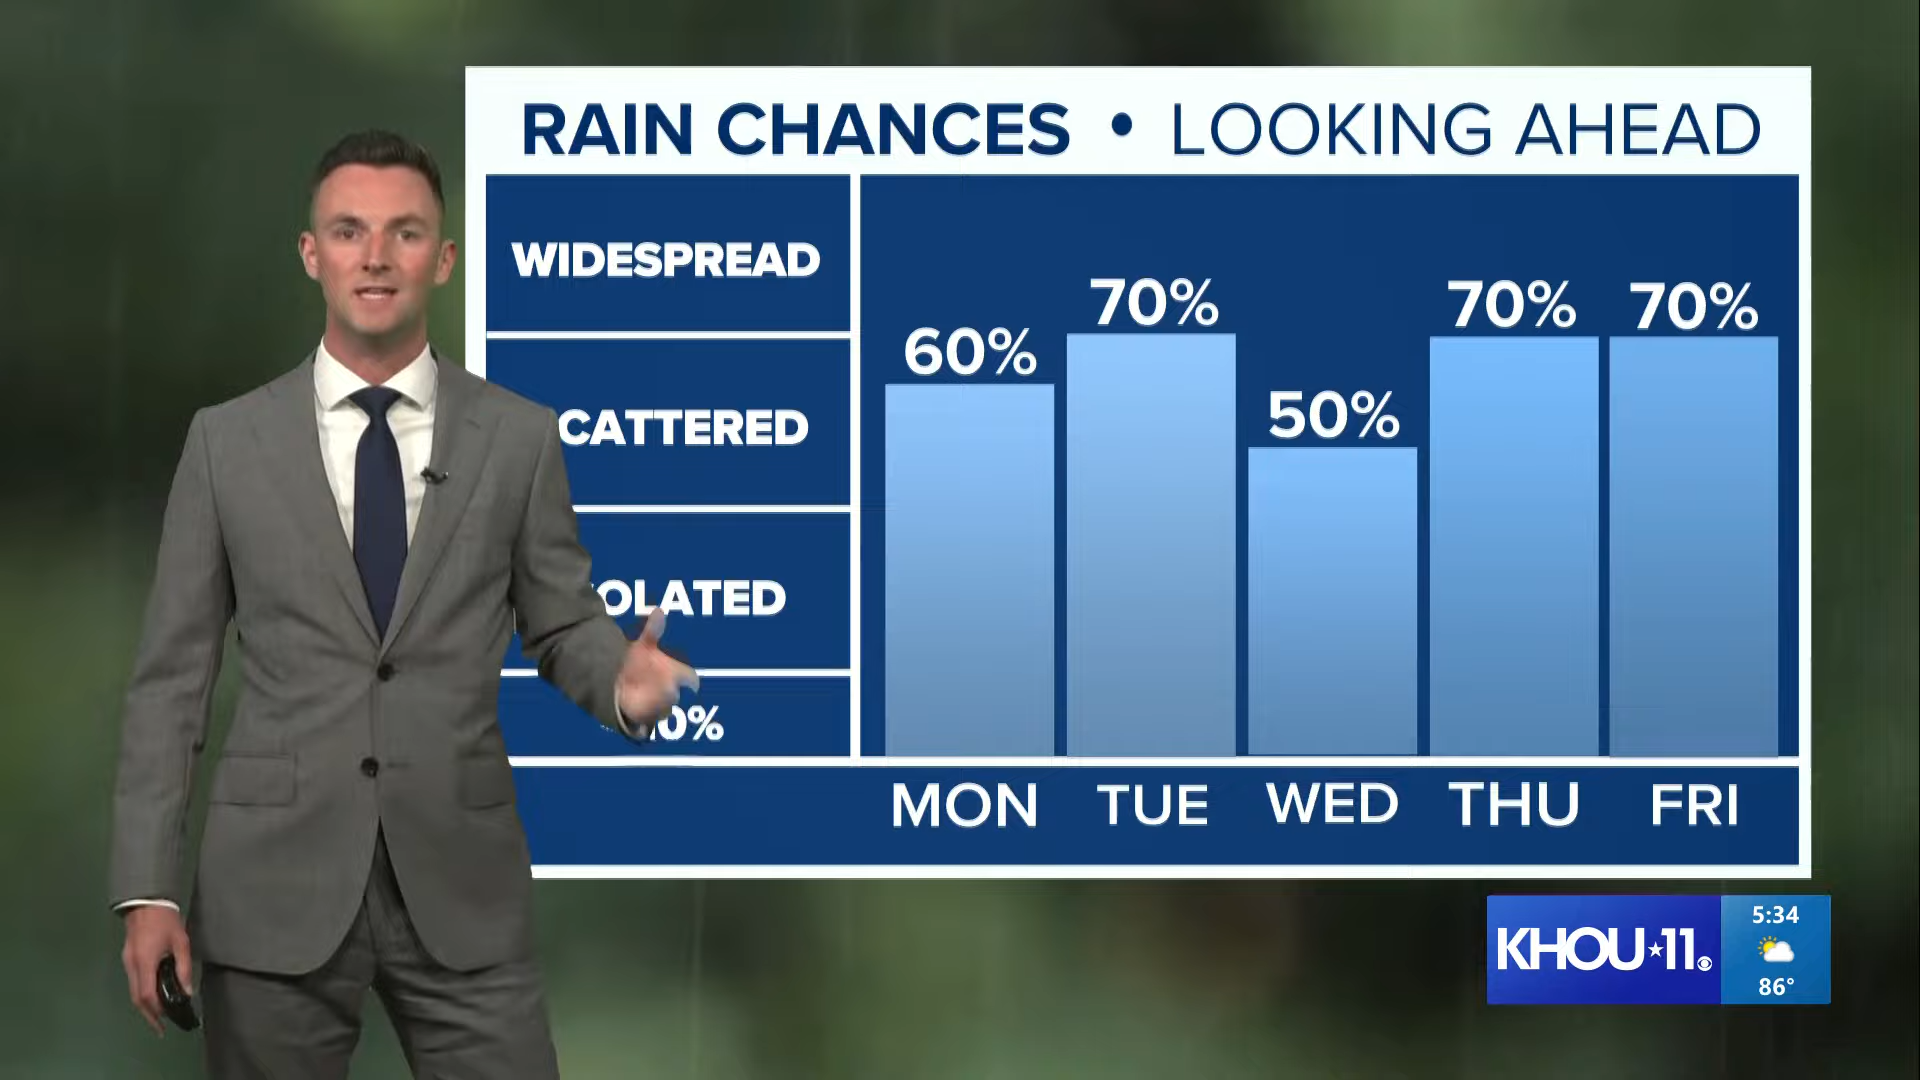 RAIN CHANCES • LOOKING AHEAD
WIDESPREAD
CATTERED
OLATED
0%
60%
70%
50%
70%
70%
MON TUE WED THU FRI
KHOU★11
5:34
86°